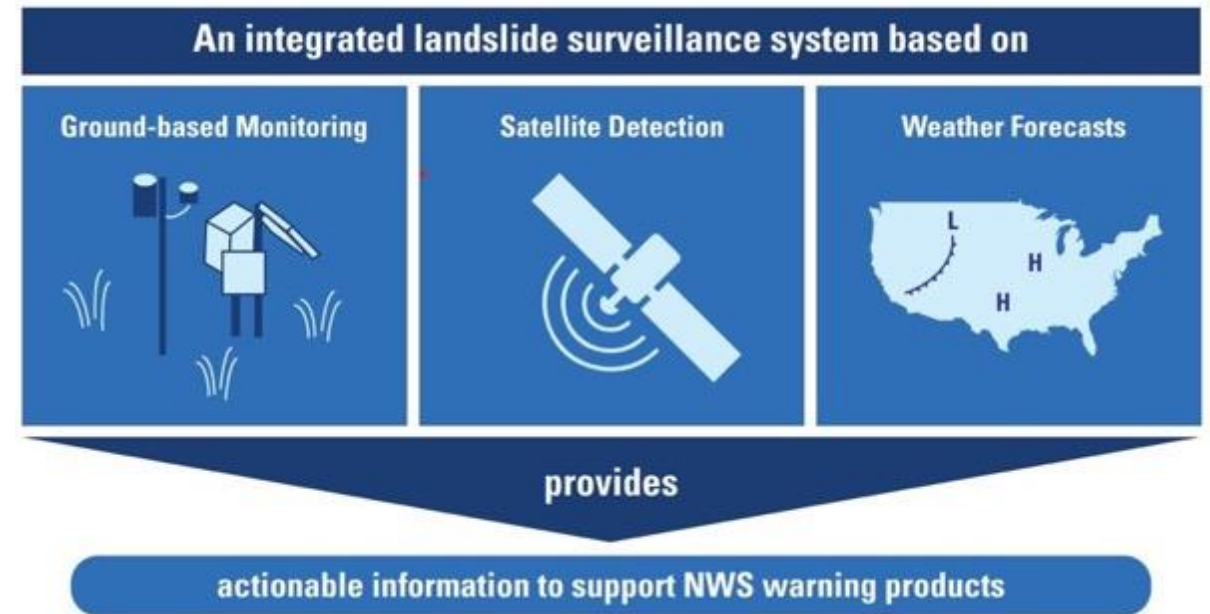 An integrated landslide surveillance system based on
Ground-based Monitoring
Satellite Detection
Weather Forecasts
L
H
H
provides
actionable information to support NWS warning products